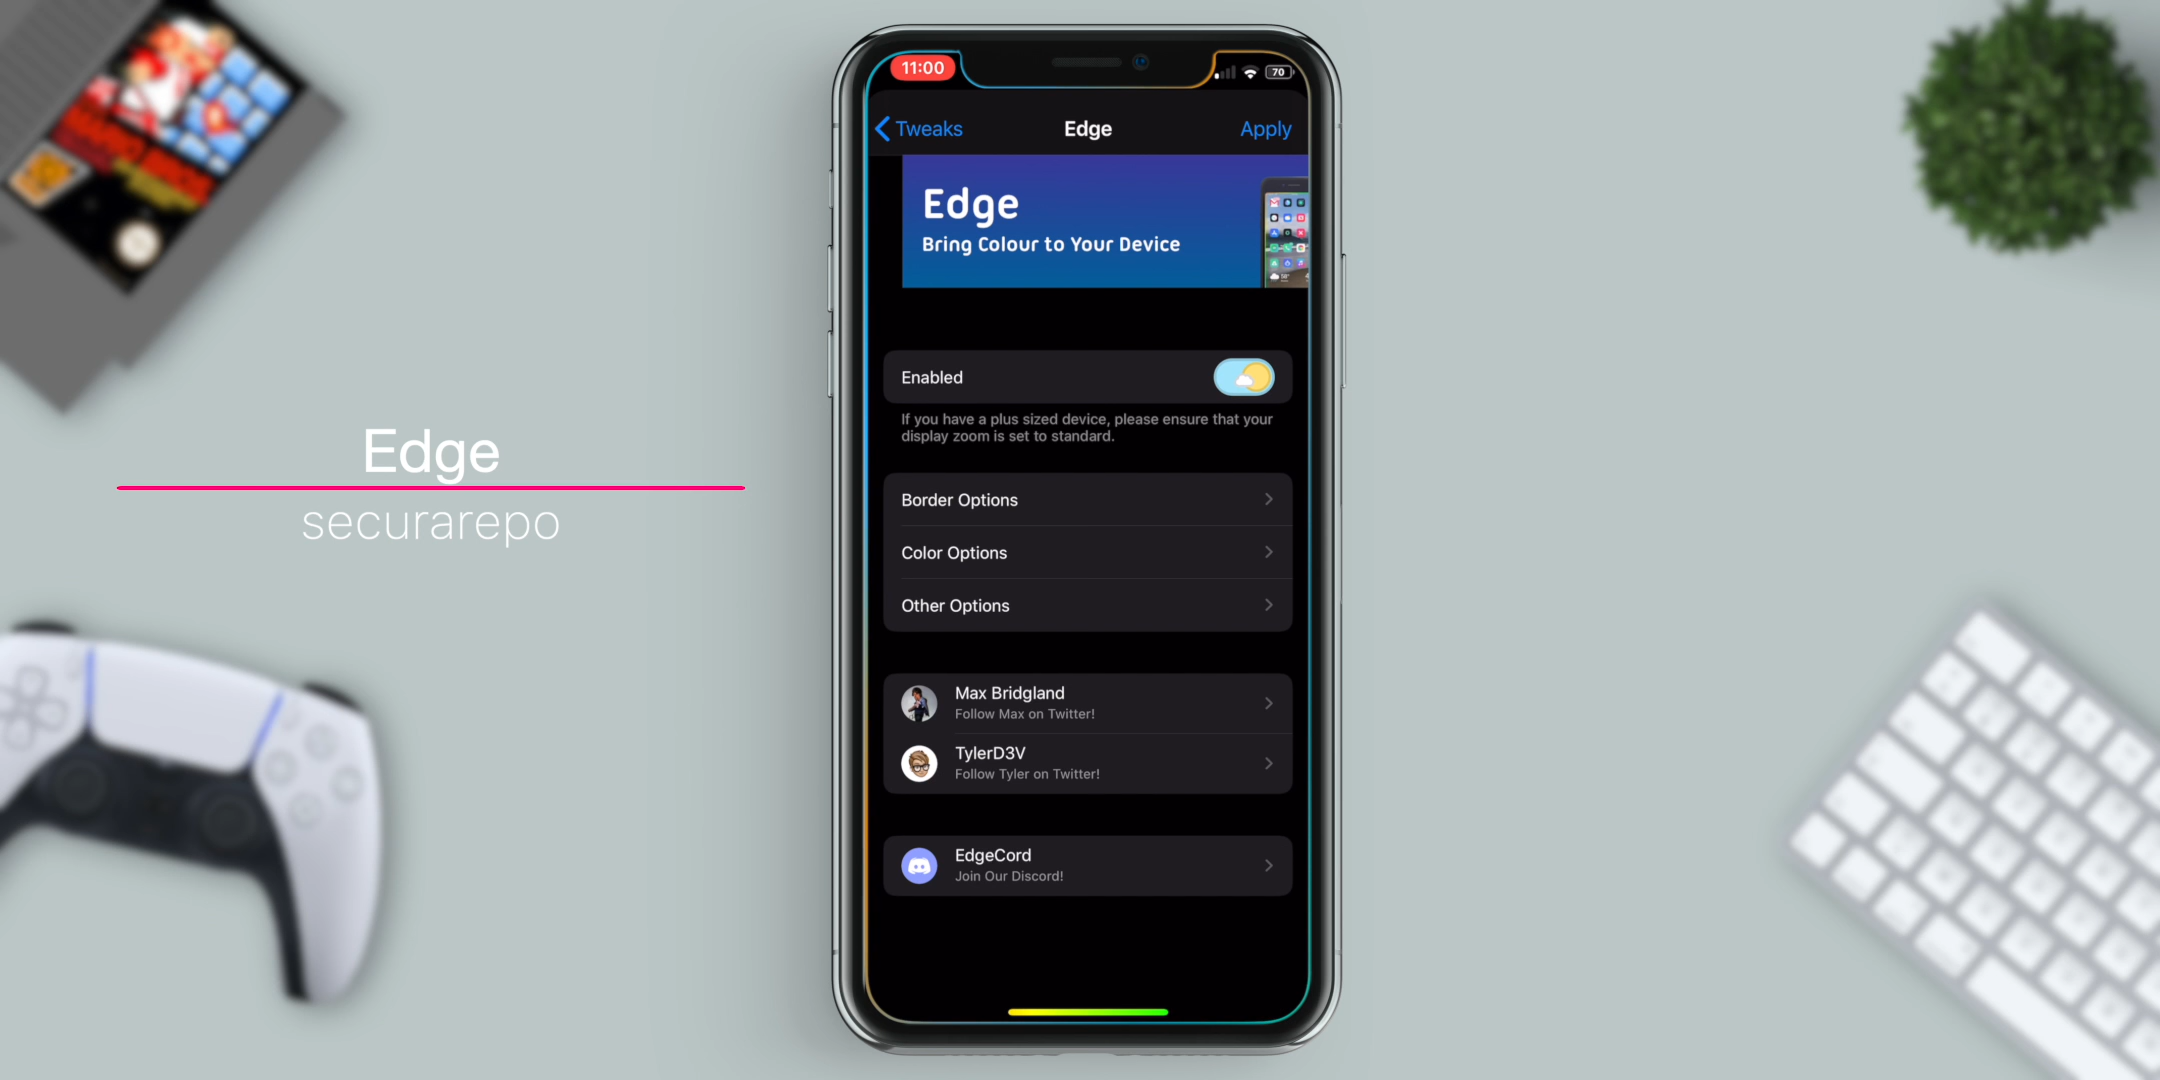 Edge
securarepo
11:00
70
Tweaks
Edge
Apply
Edge
Bring Colour to Your Device
Enabled
If you have a plus sized device, please ensure that your
display zoom is set to standard.
Border Options
Color Options
Other Options
Max Bridgland
Follow Max on Twitter!
TylerD3V
Follow Tyler on Twitter!
EdgeCord
Join Our Discord!